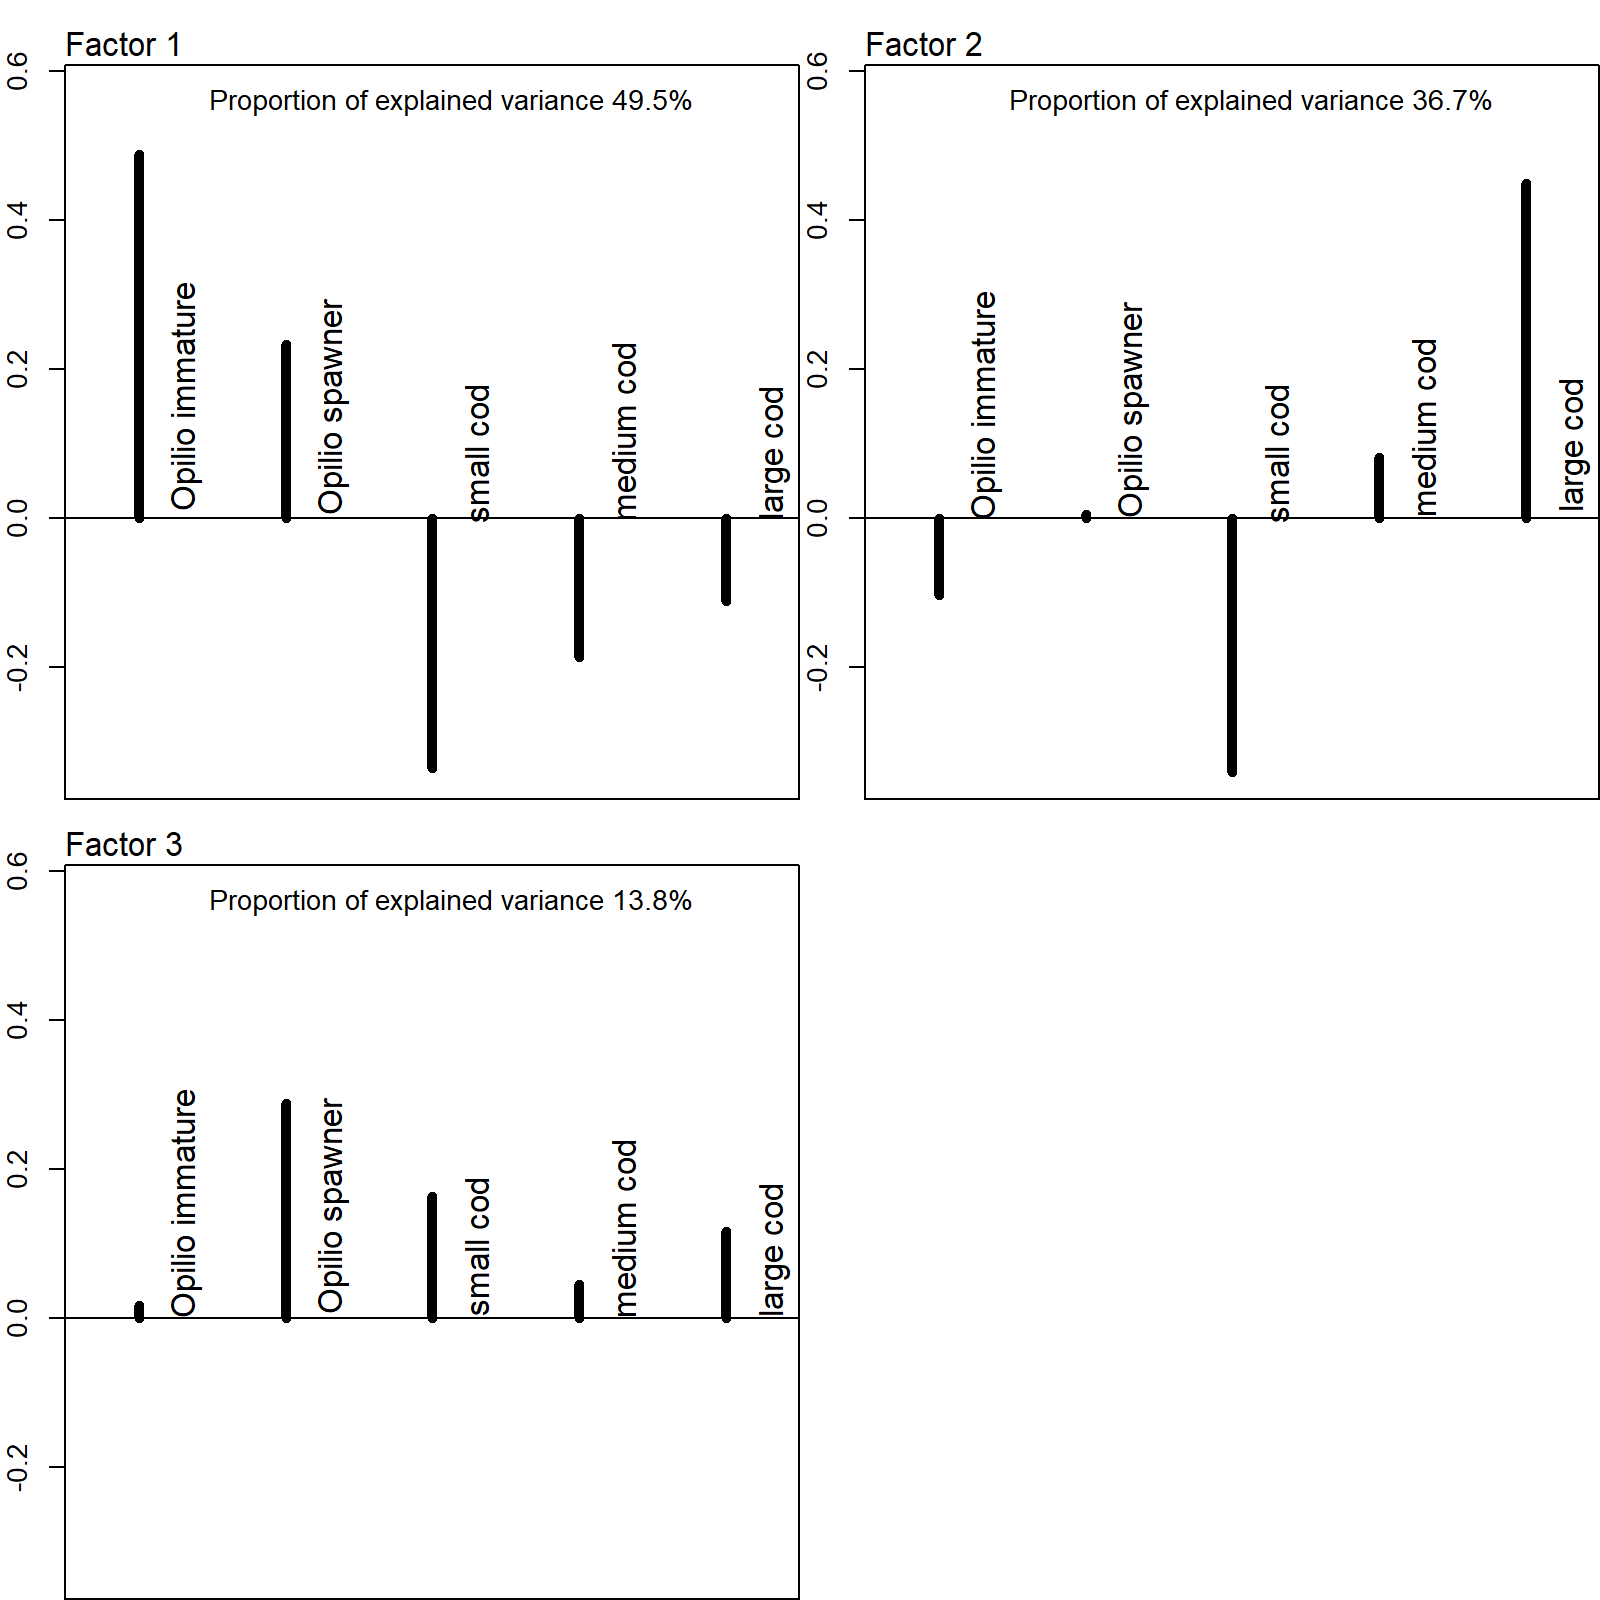 Factor 1
Proportion of explained variance 49.5%
0.6
0.4
0.2
0.0
-0.2
Opilio immature
Opilio spawner
small cod
medium cod
large cod
Factor 2
Proportion of explained variance 36.7%
0.6
0.4
0.2
0.0
-0.2
Opilio immature
Opilio spawner
small cod
medium cod
large cod
Factor 3
Proportion of explained variance 13.8%
0.6
0.4
0.2
0.0
-0.2
Opilio immature
Opilio spawner
small cod
medium cod
large cod